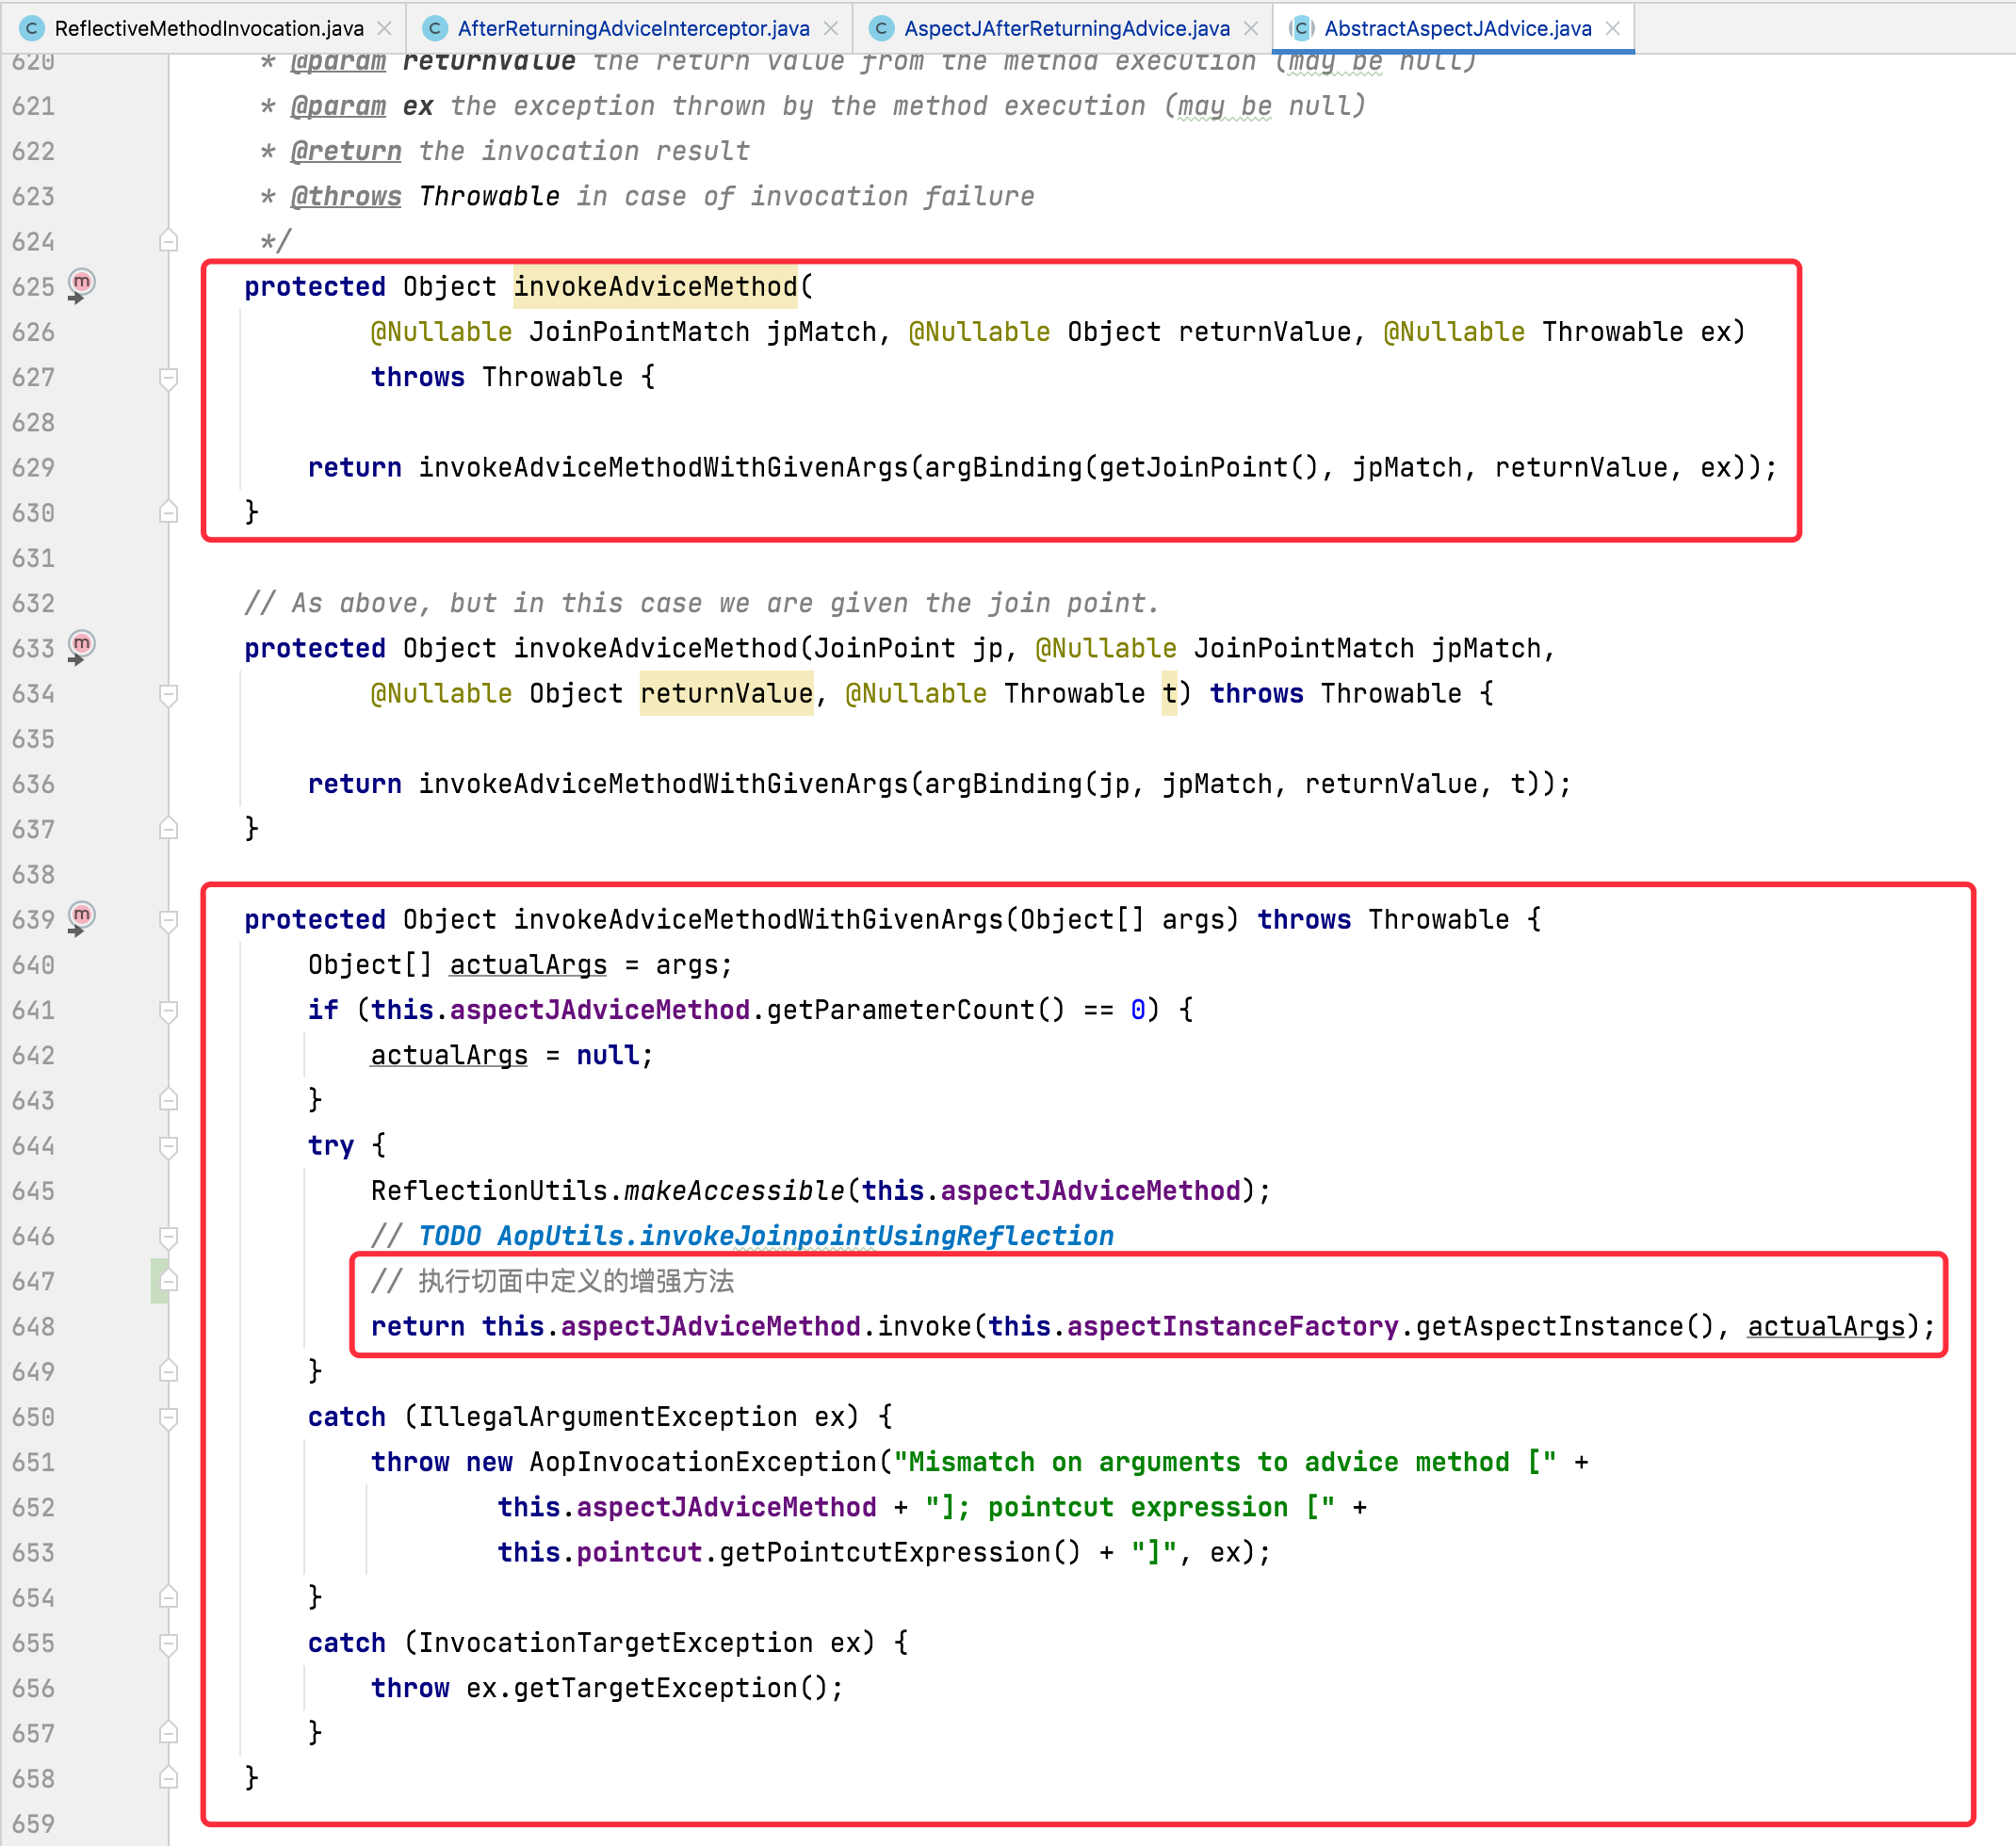 ReflectiveMethodInvocation.java AfterReturningAdviceInterceptor.java AspectJAfterReturningAdvice.java AbstractAspectJAdvice.java
620 * @param returnValue the return value from the method execution (may be null)
621 * @param ex the exception thrown by the method execution (may be null)
622 * @return the invocation result
623 * @throws Throwable in case of invocation failure
624 */
625 protected Object invokeAdviceMethod(
626 @Nullable JoinPointMatch jpMatch, @Nullable Object returnValue, @Nullable Throwable ex)
627 throws Throwable {
628
629 return invokeAdviceMethodWithGivenArgs(argBinding(getJoinPoint(), jpMatch, returnValue, ex));
630 }
631
632 // As above, but in this case we are given the join point.
633 protected Object invokeAdviceMethod(JoinPoint jp, @Nullable JoinPointMatch jpMatch,
634 @Nullable Object returnValue, @Nullable Throwable t) throws Throwable {
635
636 return invokeAdviceMethodWithGivenArgs(argBinding(jp, jpMatch, returnValue, t));
637 }
638
639 protected Object invokeAdviceMethodWithGivenArgs(Object[] args) throws Throwable {
640 Object[] actualArgs = args;
641 if (this.aspectJAdviceMethod.getParameterCount() == 0) {
642 actualArgs = null;
643 }
644 try {
645 ReflectionUtils.makeAccessible(this.aspectJAdviceMethod);
646 // TODO AopUtils.invokeJoinpointUsingReflection
647 // 执行切面中定义的增强方法
648 return this.aspectJAdviceMethod.invoke(this.aspectInstanceFactory.getAspectInstance(), actualArgs);
649 }
650 catch (IllegalArgumentException ex) {
651 throw new AopInvocationException("Mismatch on arguments to advice method [" +
652 this.aspectJAdviceMethod + "]; pointcut expression [" +
653 this.pointcut.getPointcutExpression() + "]", ex);
654 }
655 catch (InvocationTargetException ex) {
656 throw ex.getTargetException();
657 }
658 }
659